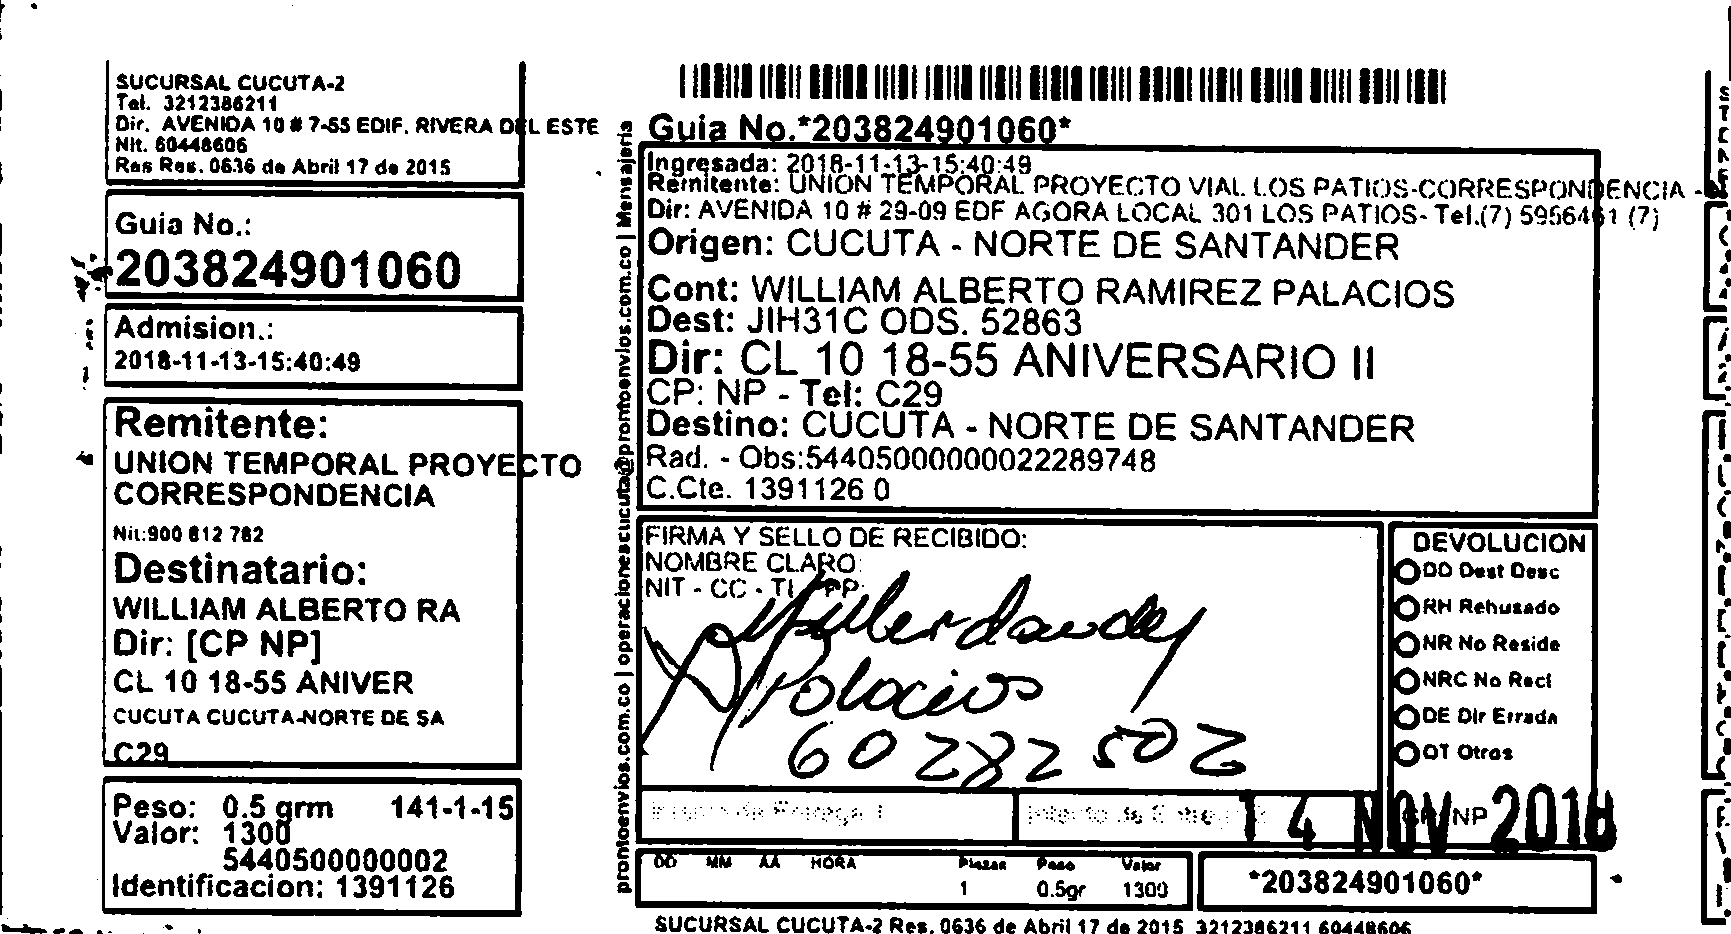 SUCURSAL CUCUTA-2
Tel. 3212386211
Dir. AVENIDA 10 # 7-55 EDIF. RIVERA DEL ESTE
Nit. 60448606
Res Res. 0636 de Abril 17 de 2015
Guia No.:
203824901060
Admision.:
2018-11-13-15:40:49
Remitente:
UNION TEMPORAL PROYECTO
CORRESPONDENCIA
Nit:900 812 782
Destinatario:
WILLIAM ALBERTO RA
Dir: [CP NP]
CL 10 18-55 ANIVER
CUCUTA CUCUTA-NORTE DE SA
C29
Peso: 0.5 grm 141-1-15
Valor: 1300
5440500000002
Identificacion: 1391126
prontoenvios.com.co | operacionescucuta@prontoenvios.com.co | Mensajeria
Guia No.*203824901060*
Ingresada: 2018-11-13-15:40:49
Remitente: UNION TEMPORAL PROYECTO VIAL LOS PATIOS-CORRESPONDENCIA -
Dir: AVENIDA 10 # 29-09 EDF AGORA LOCAL 301 LOS PATIOS- Tel.(7) 5956461 (7)
Origen: CUCUTA - NORTE DE SANTANDER
Cont: WILLIAM ALBERTO RAMIREZ PALACIOS
Dest: JIH31C ODS. 52863
Dir: CL 10 18-55 ANIVERSARIO II
CP: NP - Tel: C29
Destino: CUCUTA - NORTE DE SANTANDER
Rad. - Obs:54405000000022289748
C.Cte. 1391126 0
FIRMA Y SELLO DE RECIBIDO:
NOMBRE CLARO:
NIT - CC - TI - PP:
Palacios
60282502
DEVOLUCION
DD Dest Desc
RH Rehusado
NR No Reside
NRC No Recl
DE Dir Errada
OT Otros
14 NOV 2018
NP
DD MM AA HORA Piezas Peso Valor
1 0.5gr 1300
*203824901060*
SUCURSAL CUCUTA-2 Res. 0636 de Abril 17 de 2015 3212386211 60448606